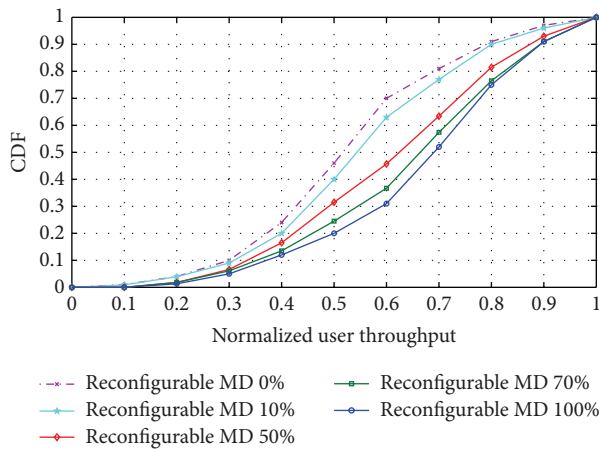 1
0.9
0.8
0.7
0.6
0.5
0.4
0.3
0.2
0.1
0
CDF
0 0.1 0.2 0.3 0.4 0.5 0.6 0.7 0.8 0.9 1
Normalized user throughput
Reconfigurable MD 0%
Reconfigurable MD 10%
Reconfigurable MD 50%
Reconfigurable MD 70%
Reconfigurable MD 100%